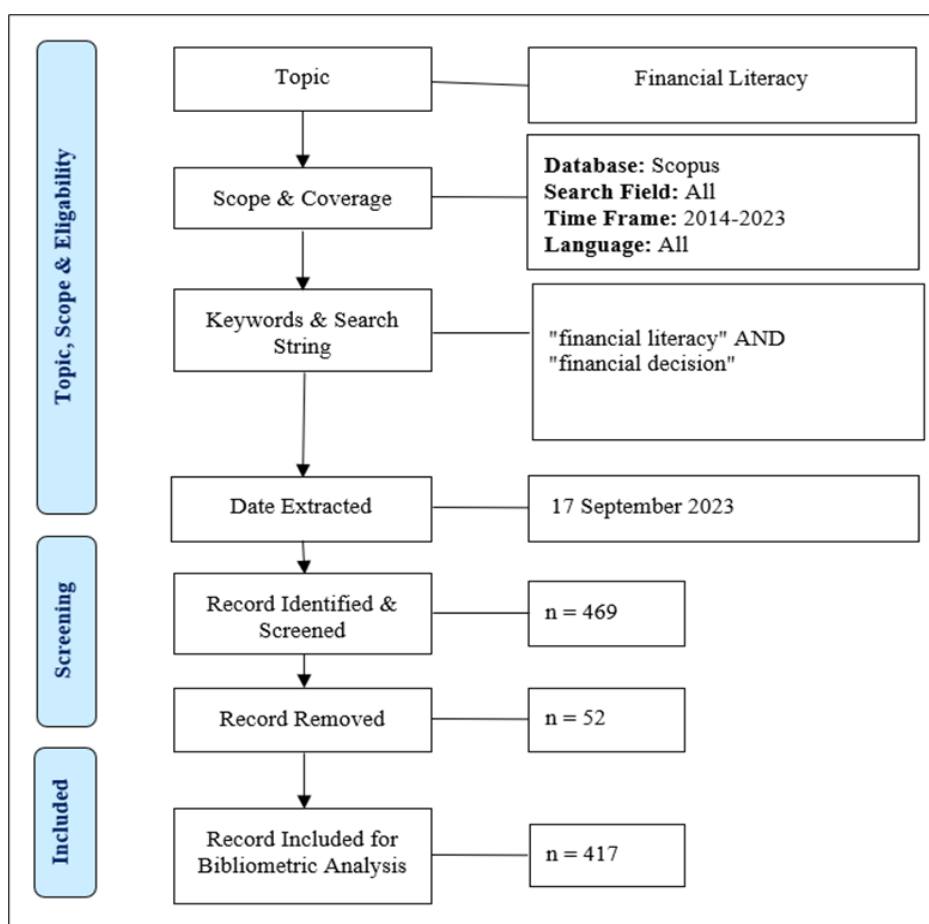 Topic, Scope & Eligability
Topic
Financial Literacy
Scope & Coverage
Database: Scopus
Search Field: All
Time Frame: 2014-2023
Language: All
Keywords & Search
String
"financial literacy" AND
"financial decision"
Date Extracted
17 September 2023
Screening
Record Identified &
Screened
n = 469
Record Removed
n = 52
Included
Record Included for
Bibliometric Analysis
n = 417